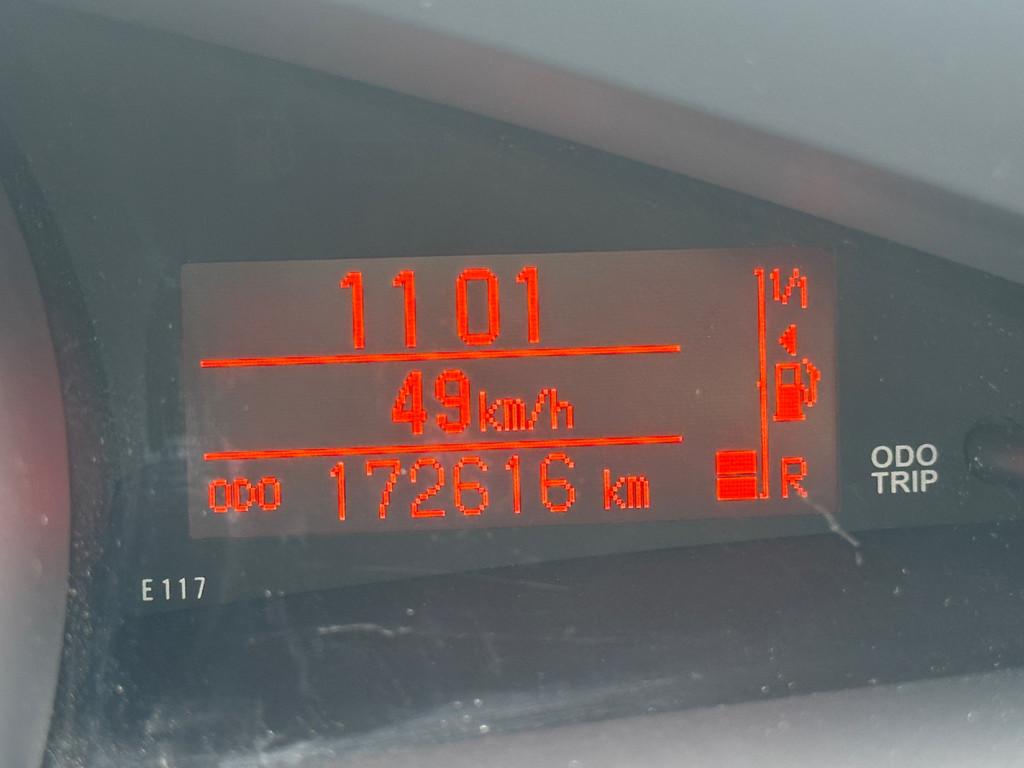 1101
1/1
49km/h
ODO 172616 km
R
ODO
TRIP
E117